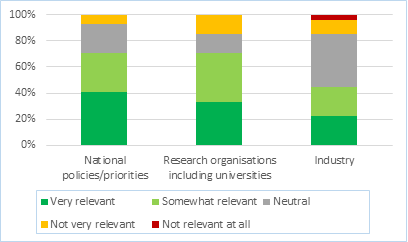 100%
80%
60%
40%
20%
0%
National Research organisations Industry
policies/priorities including universities
Very relevant Somewhat relevant Neutral
Not very relevant Not relevant at all